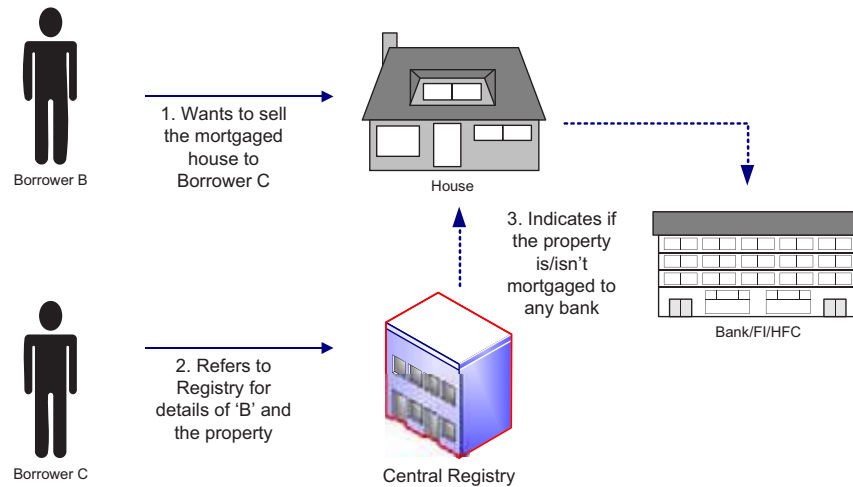 1. Wants to sell
the mortgaged
house to
Borrower C
Borrower B
House
3. Indicates if
the property
is/isn't
mortgaged to
any bank
Bank/FI/HFC
2. Refers to
Registry for
details of ‘B’ and
the property
Borrower C
Central Registry